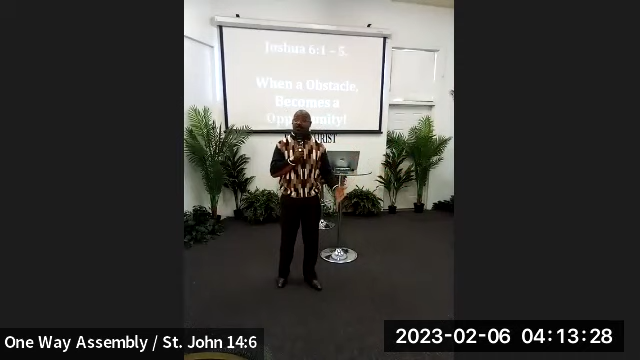 Joshua 6:1 - 5.
When a Obstacle,
Becomes a
Opportunity!
One Way Assembly / St. John 14:6
2023-02-06 04:13:28